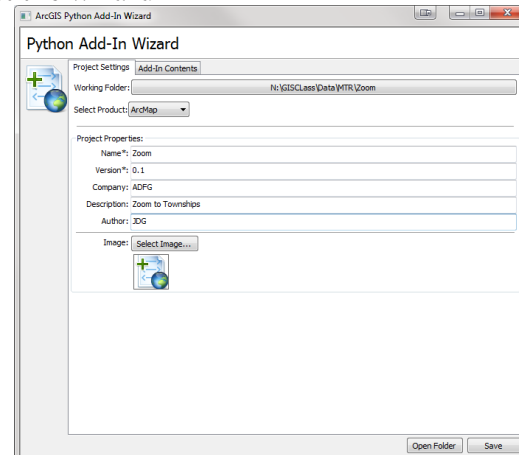 ArcGIS Python Add-In Wizard
Python Add-In Wizard
Project Settings Add-In Contents
Working Folder: N:\GISCLass\Data\MTR\Zoom
Select Product: ArcMap
Project Properties:
Name*: Zoom
Version*: 0.1
Company: ADFG
Description: Zoom to Townships
Author: JDG
Image: Select Image...
Open Folder Save